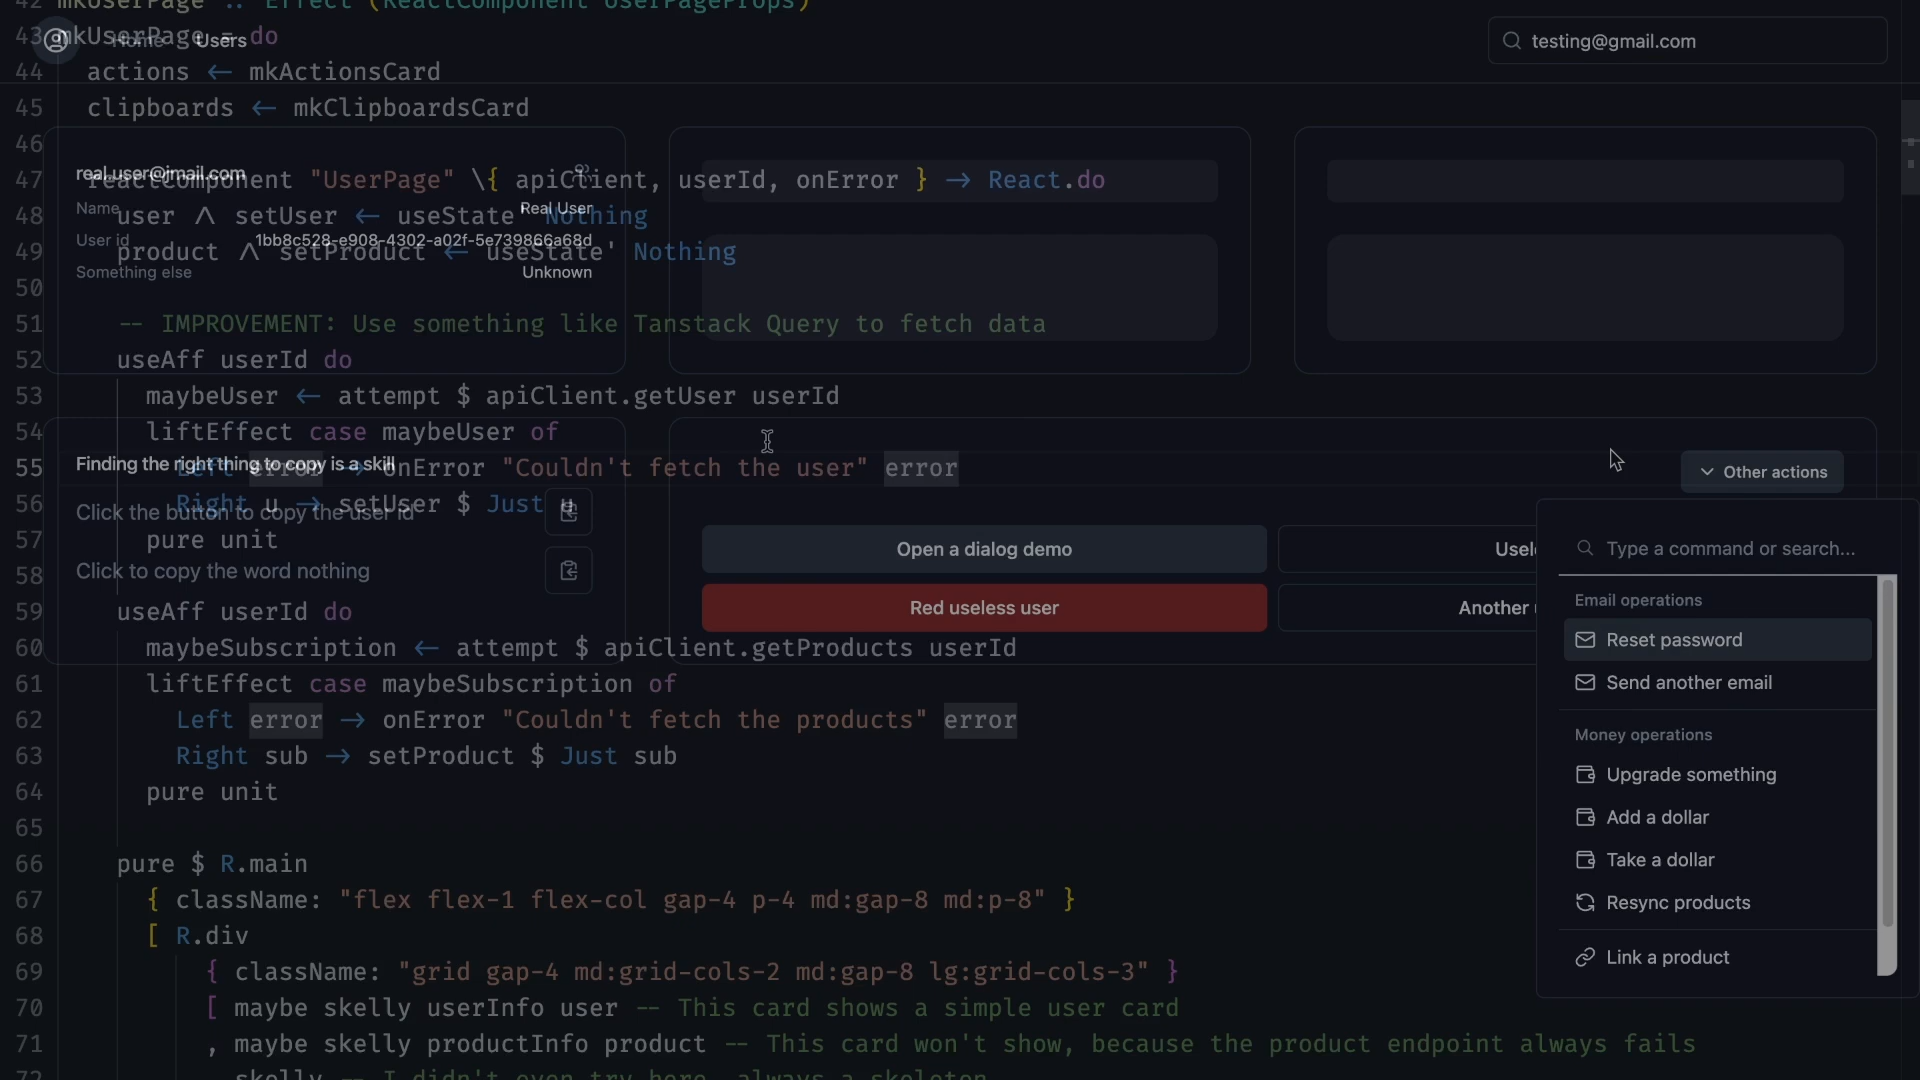 42 mkUserPage :: Effect (ReactComponent UserPageProps)
43 mkUserPage = do
Home Users
testing@gmail.com
44 actions ← mkActionsCard
45 clipboards ← mkClipboardsCard
46
real.user@jmail.com
47 reactComponent "UserPage" \{ apiClient, userId, onError } → React.do
Name Real User
48 user /\ setUser ← useState' Nothing
User id 1bb8c528-e908-4302-a02f-5e739866a68d
49 product /\ setProduct ← useState' Nothing
Something else Unknown
50
51 -- IMPROVEMENT: Use something like Tanstack Query to fetch data
52 useAff userId do
53 maybeUser ← attempt $ apiClient.getUser userId
54 liftEffect case maybeUser of
Finding the right thing to copy is a skill
55 Left error → onError "Couldn't fetch the user" error
Other actions
56 Right u → setUser $ Just u
Click the button to copy the user id
57 pure unit
Open a dialog demo
Usel
Type a command or search...
58
Click to copy the word nothing
59 useAff userId do
Red useless user
Another
Email operations
Reset password
60 maybeSubscription ← attempt $ apiClient.getProducts userId
61 liftEffect case maybeSubscription of
Send another email
62 Left error → onError "Couldn't fetch the products" error
Money operations
63 Right sub → setProduct $ Just sub
Upgrade something
64 pure unit
Add a dollar
65
66 pure $ R.main
Take a dollar
67 { className: "flex flex-1 flex-col gap-4 p-4 md:gap-8 md:p-8" }
Resync products
68 [ R.div
Link a product
69 { className: "grid gap-4 md:grid-cols-2 md:gap-8 lg:grid-cols-3" }
70 [ maybe skelly userInfo user -- This card shows a simple user card
71 , maybe skelly productInfo product -- This card won't show, because the product endpoint always fails
72 , skelly -- I didn't even try here, always a skeleton